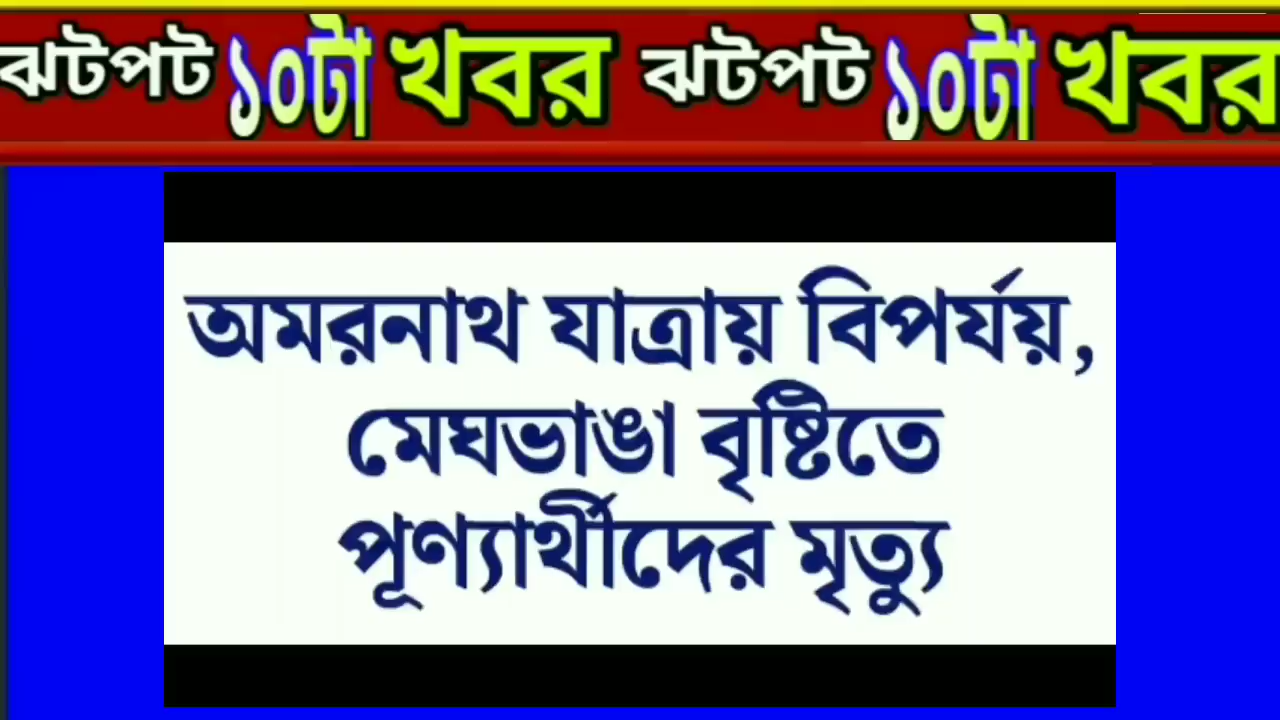 ঝটপট ১০টা খবর ঝটপট ১০টা খবর
অমরনাথ যাত্রায় বিপর্যয়,
মেঘভাঙা বৃষ্টিতে
পূণ্যার্থীদের মৃত্যু